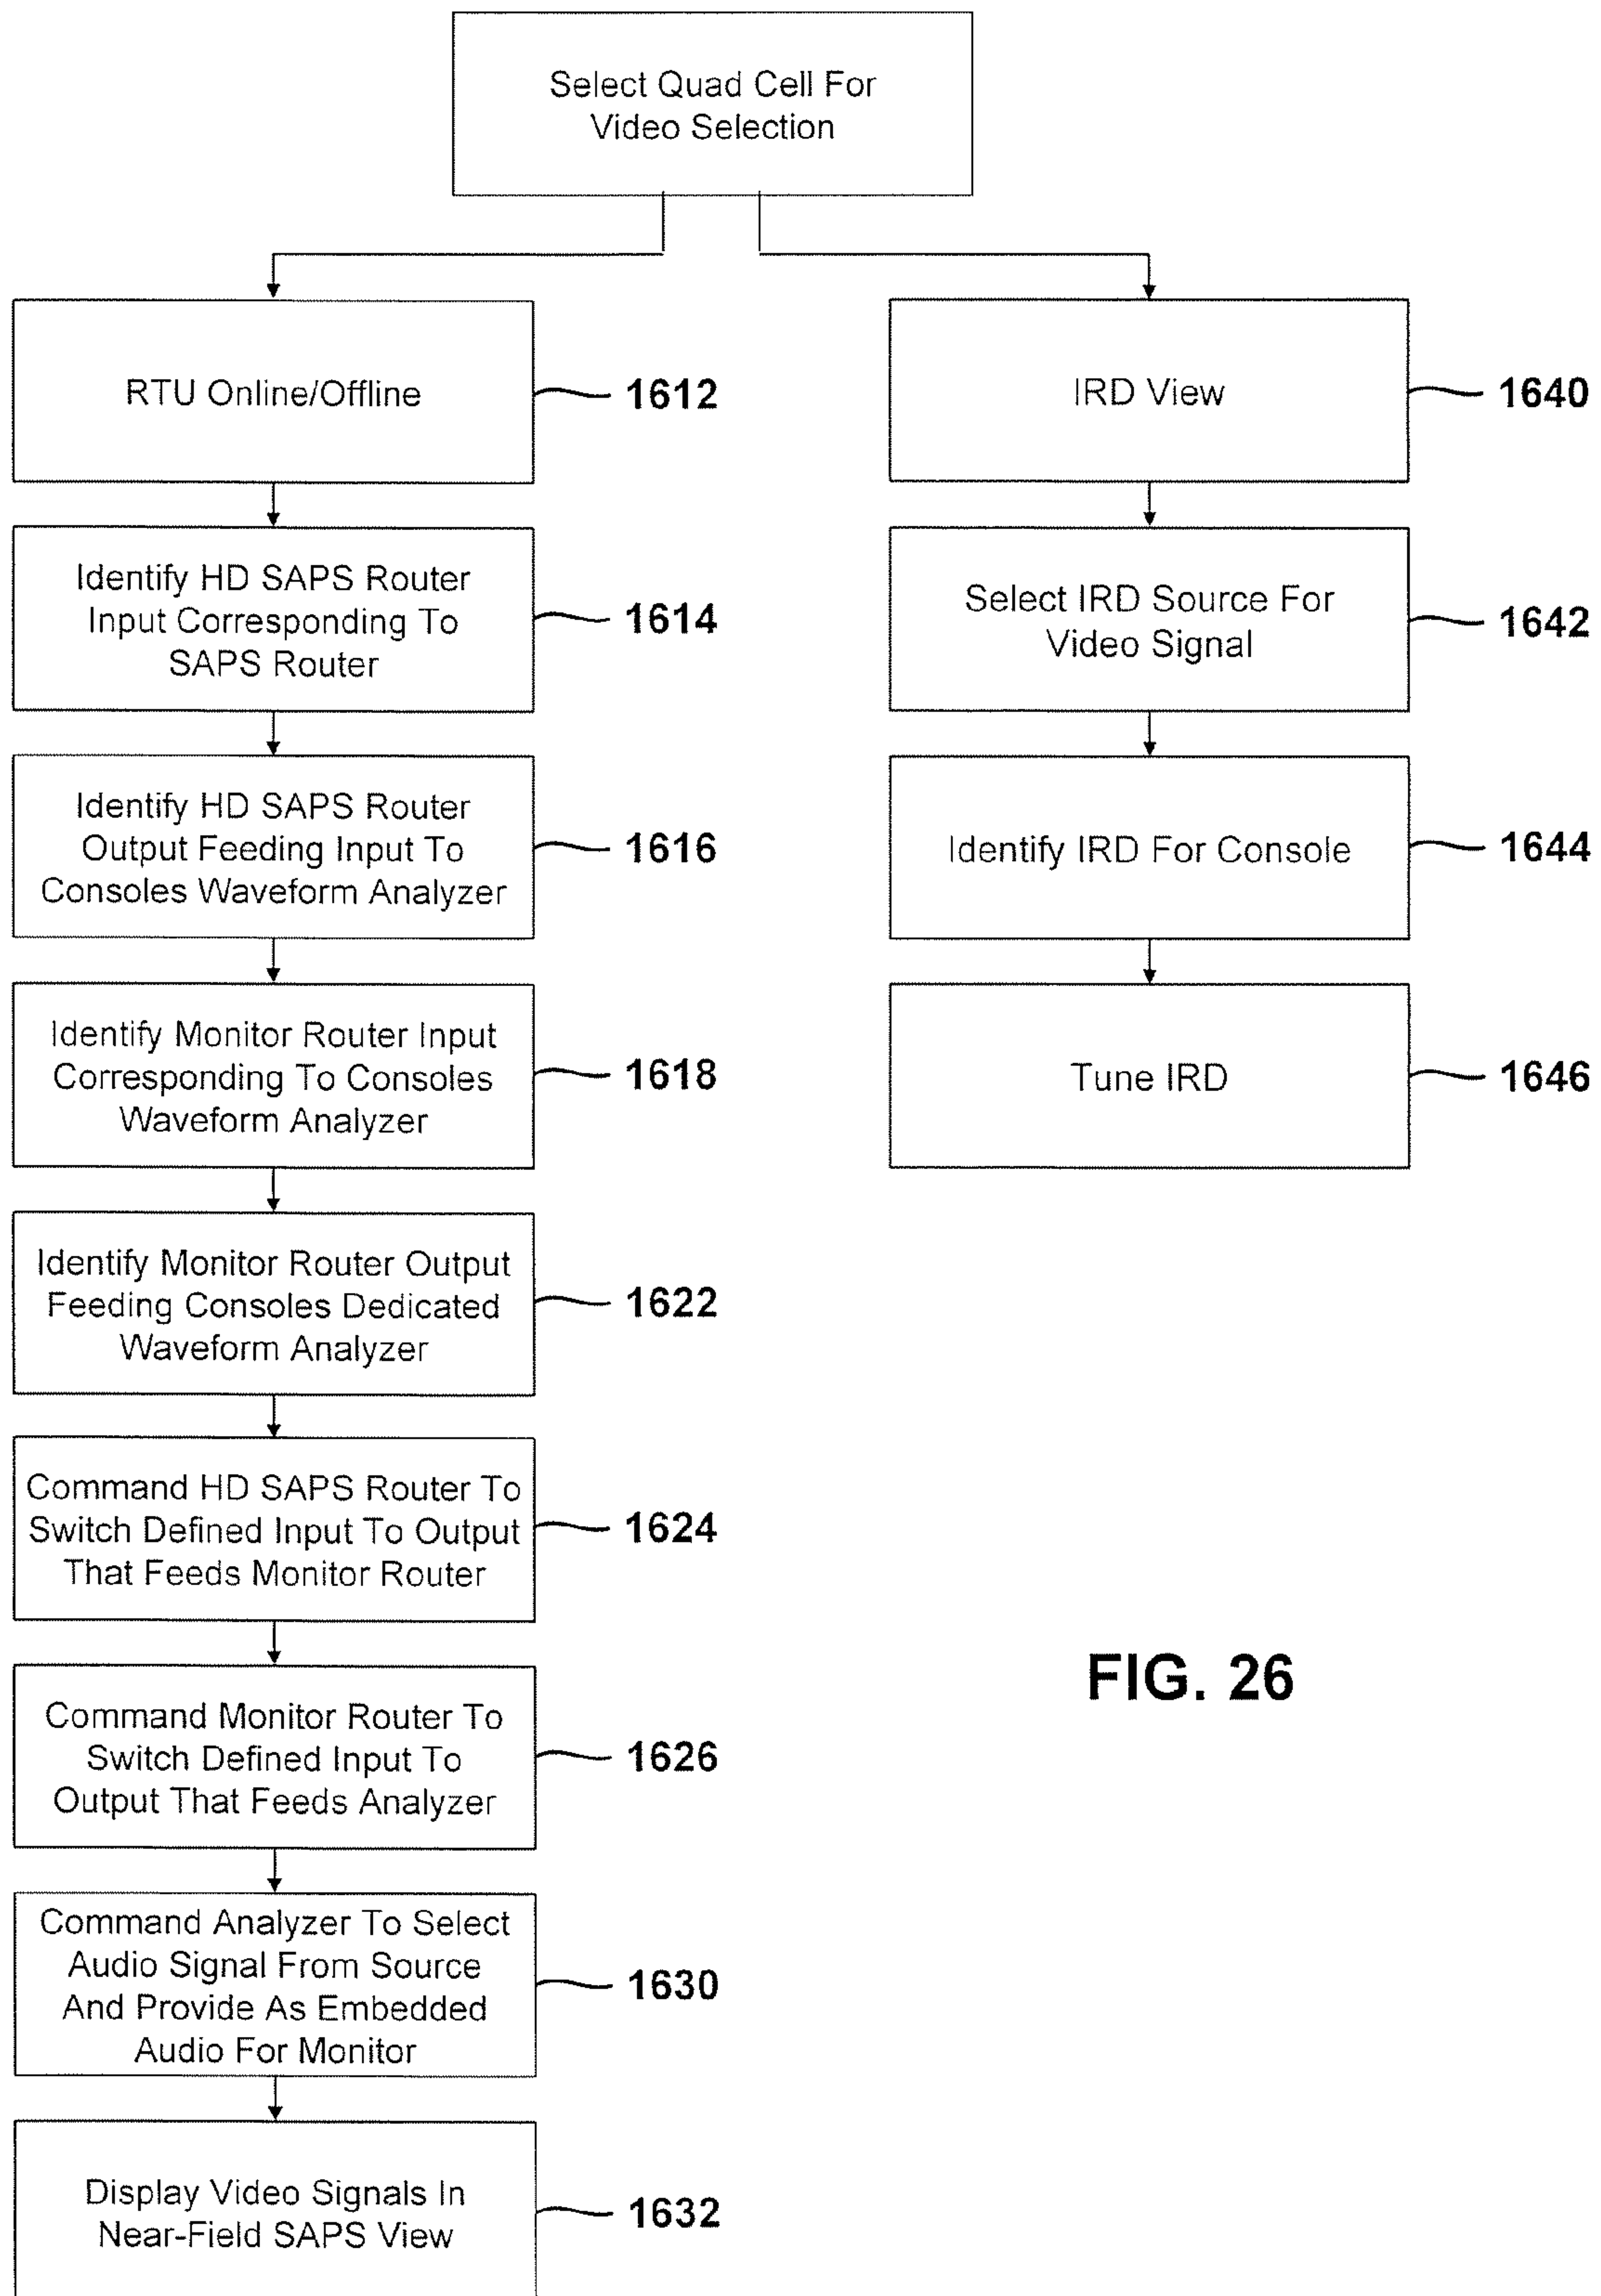 Select Quad Cell For
Video Selection
RTU Online/Offline
1612
Identify HD SAPS Router
Input Corresponding To
SAPS Router
1614
Identify HD SAPS Router
Output Feeding Input To
Consoles Waveform Analyzer
1616
Identify Monitor Router Input
Corresponding To Consoles
Waveform Analyzer
1618
Identify Monitor Router Output
Feeding Consoles Dedicated
Waveform Analyzer
1622
Command HD SAPS Router To
Switch Defined Input To Output
That Feeds Monitor Router
1624
Command Monitor Router To
Switch Defined Input To
Output That Feeds Analyzer
1626
Command Analyzer To Select
Audio Signal From Source
And Provide As Embedded
Audio For Monitor
1630
Display Video Signals In
Near-Field SAPS View
1632
IRD View
1640
Select IRD Source For
Video Signal
1642
Identify IRD For Console
1644
Tune IRD
1646
FIG. 26